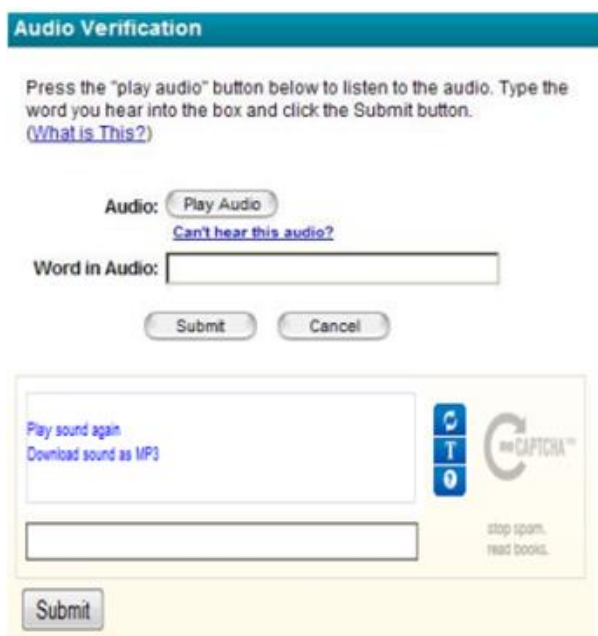 Audio Verification
Press the "play audio" button below to listen to the audio. Type the
word you hear into the box and click the Submit button.
(What is This?)
Audio: Play Audio
Can't hear this audio?
Word in Audio:
Submit Cancel
Play sound again
Download sound as MP3
T
?
reCAPTCHA™
stop spam.
read books.
Submit